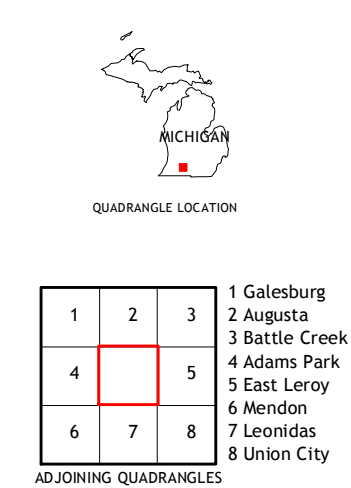 MICHIGAN
QUADRANGLE LOCATION
1 2 3
4 5
6 7 8
1 Galesburg
2 Augusta
3 Battle Creek
4 Adams Park
5 East Leroy
6 Mendon
7 Leonidas
8 Union City
ADJOINING QUADRANGLES